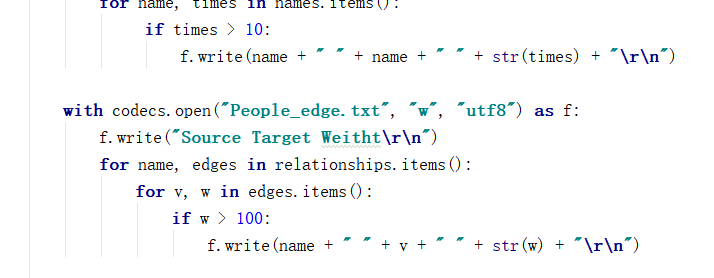 for name, times in names.items():
if times > 10:
f.write(name + " " + name + " " + str(times) + "\r\n")
with codecs.open("People_edge.txt", "w", "utf8") as f:
f.write("Source Target Weitht\r\n")
for name, edges in relationships.items():
for v, w in edges.items():
if w > 100:
f.write(name + " " + v + " " + str(w) + "\r\n")